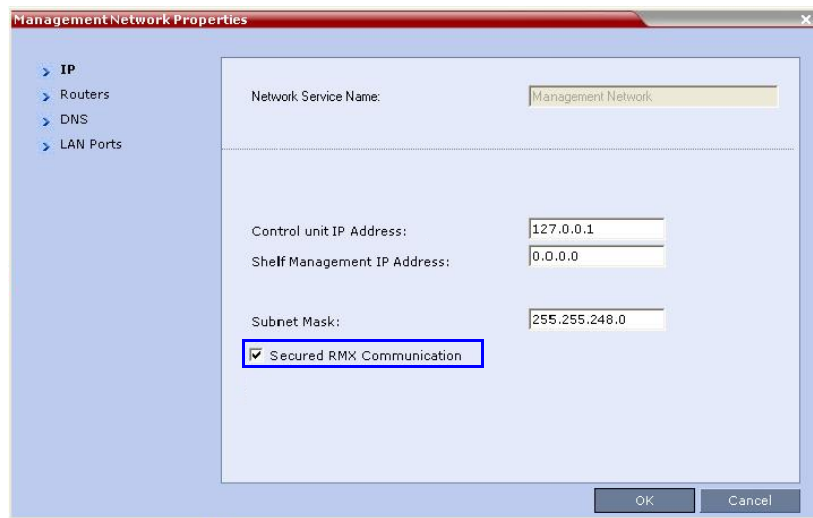 Management Network Properties
IP
Routers
DNS
LAN Ports
Network Service Name: Management Network
Control unit IP Address: 127.0.0.1
Shelf Management IP Address: 0.0.0.0
Subnet Mask: 255.255.248.0
Secured RMX Communication
OK Cancel